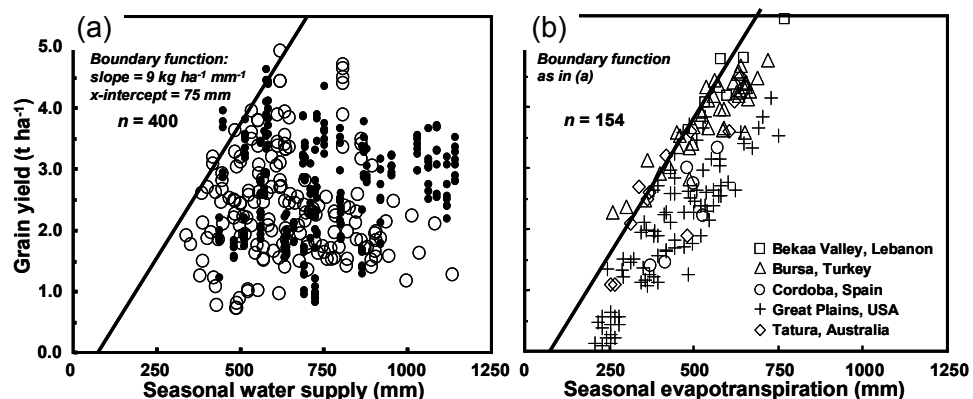 (a)
Boundary function:
slope = 9 kg ha-1 mm-1
x-intercept = 75 mm
n = 400
5.0
4.0
3.0
2.0
1.0
0.0
Grain yield (t ha-1)
0 250 500 750 1000 1250
Seasonal water supply (mm)
(b)
Boundary function
as in (a)
n = 154
Bekaa Valley, Lebanon
Bursa, Turkey
Cordoba, Spain
Great Plains, USA
Tatura, Australia
0 250 500 750 1000 1250
Seasonal evapotranspiration (mm)